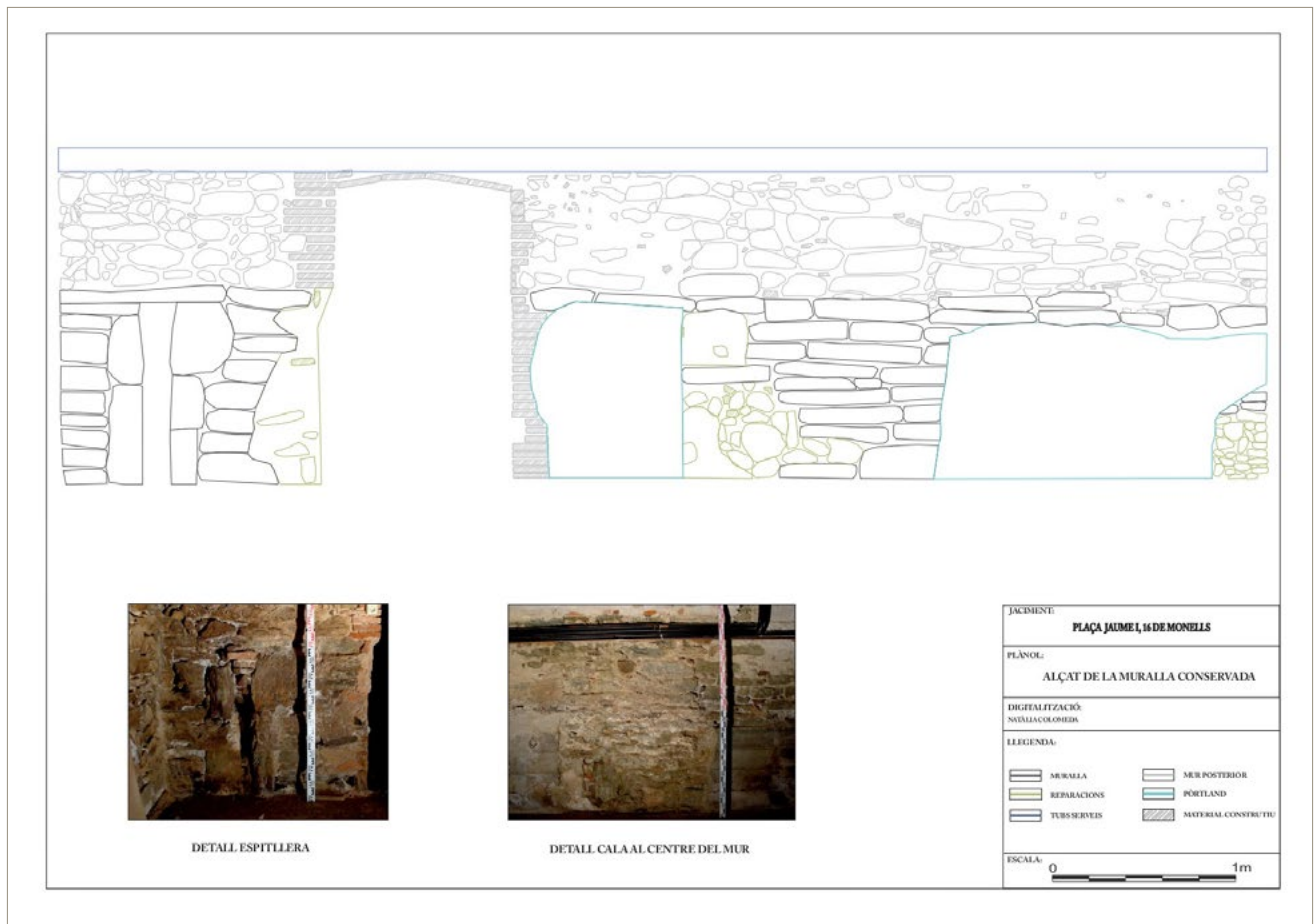 DETALL ESPITLLERA
DETALL CALA AL CENTRE DEL MUR
JACIMENT:
PLAÇA JAUME I, 16 DE MONELLS
PLÀNOL:
ALÇAT DE LA MURALLA CONSERVADA
DIGITALITZACIÓ:
NATÀLIA COLOMEDA
LLEGENDA:
MURALLA
REPARACIONS
TUBS SERVEIS
MUR POSTERIOR
PÒRTLAND
MATERIAL CONSTRUTIU
ESCALA:
0 1m